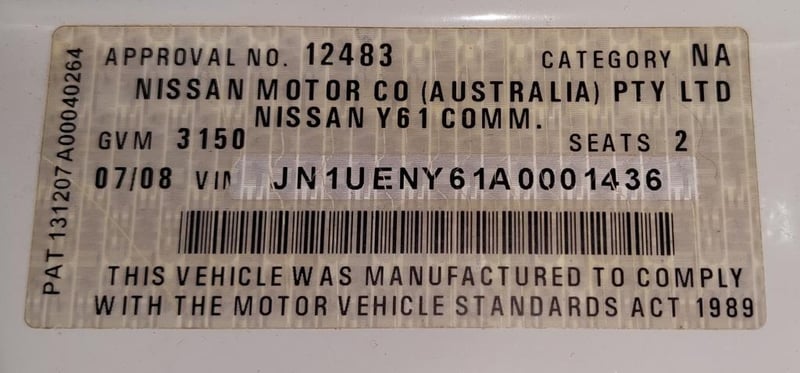 PAT 131207 A00040264
APPROVAL NO. 12483 CATEGORY NA
NISSAN MOTOR CO (AUSTRALIA) PTY LTD
NISSAN Y61 COMM.
GVM 3150 SEATS 2
07/08 VIN JN1UENY61A0001436
THIS VEHICLE WAS MANUFACTURED TO COMPLY
WITH THE MOTOR VEHICLE STANDARDS ACT 1989